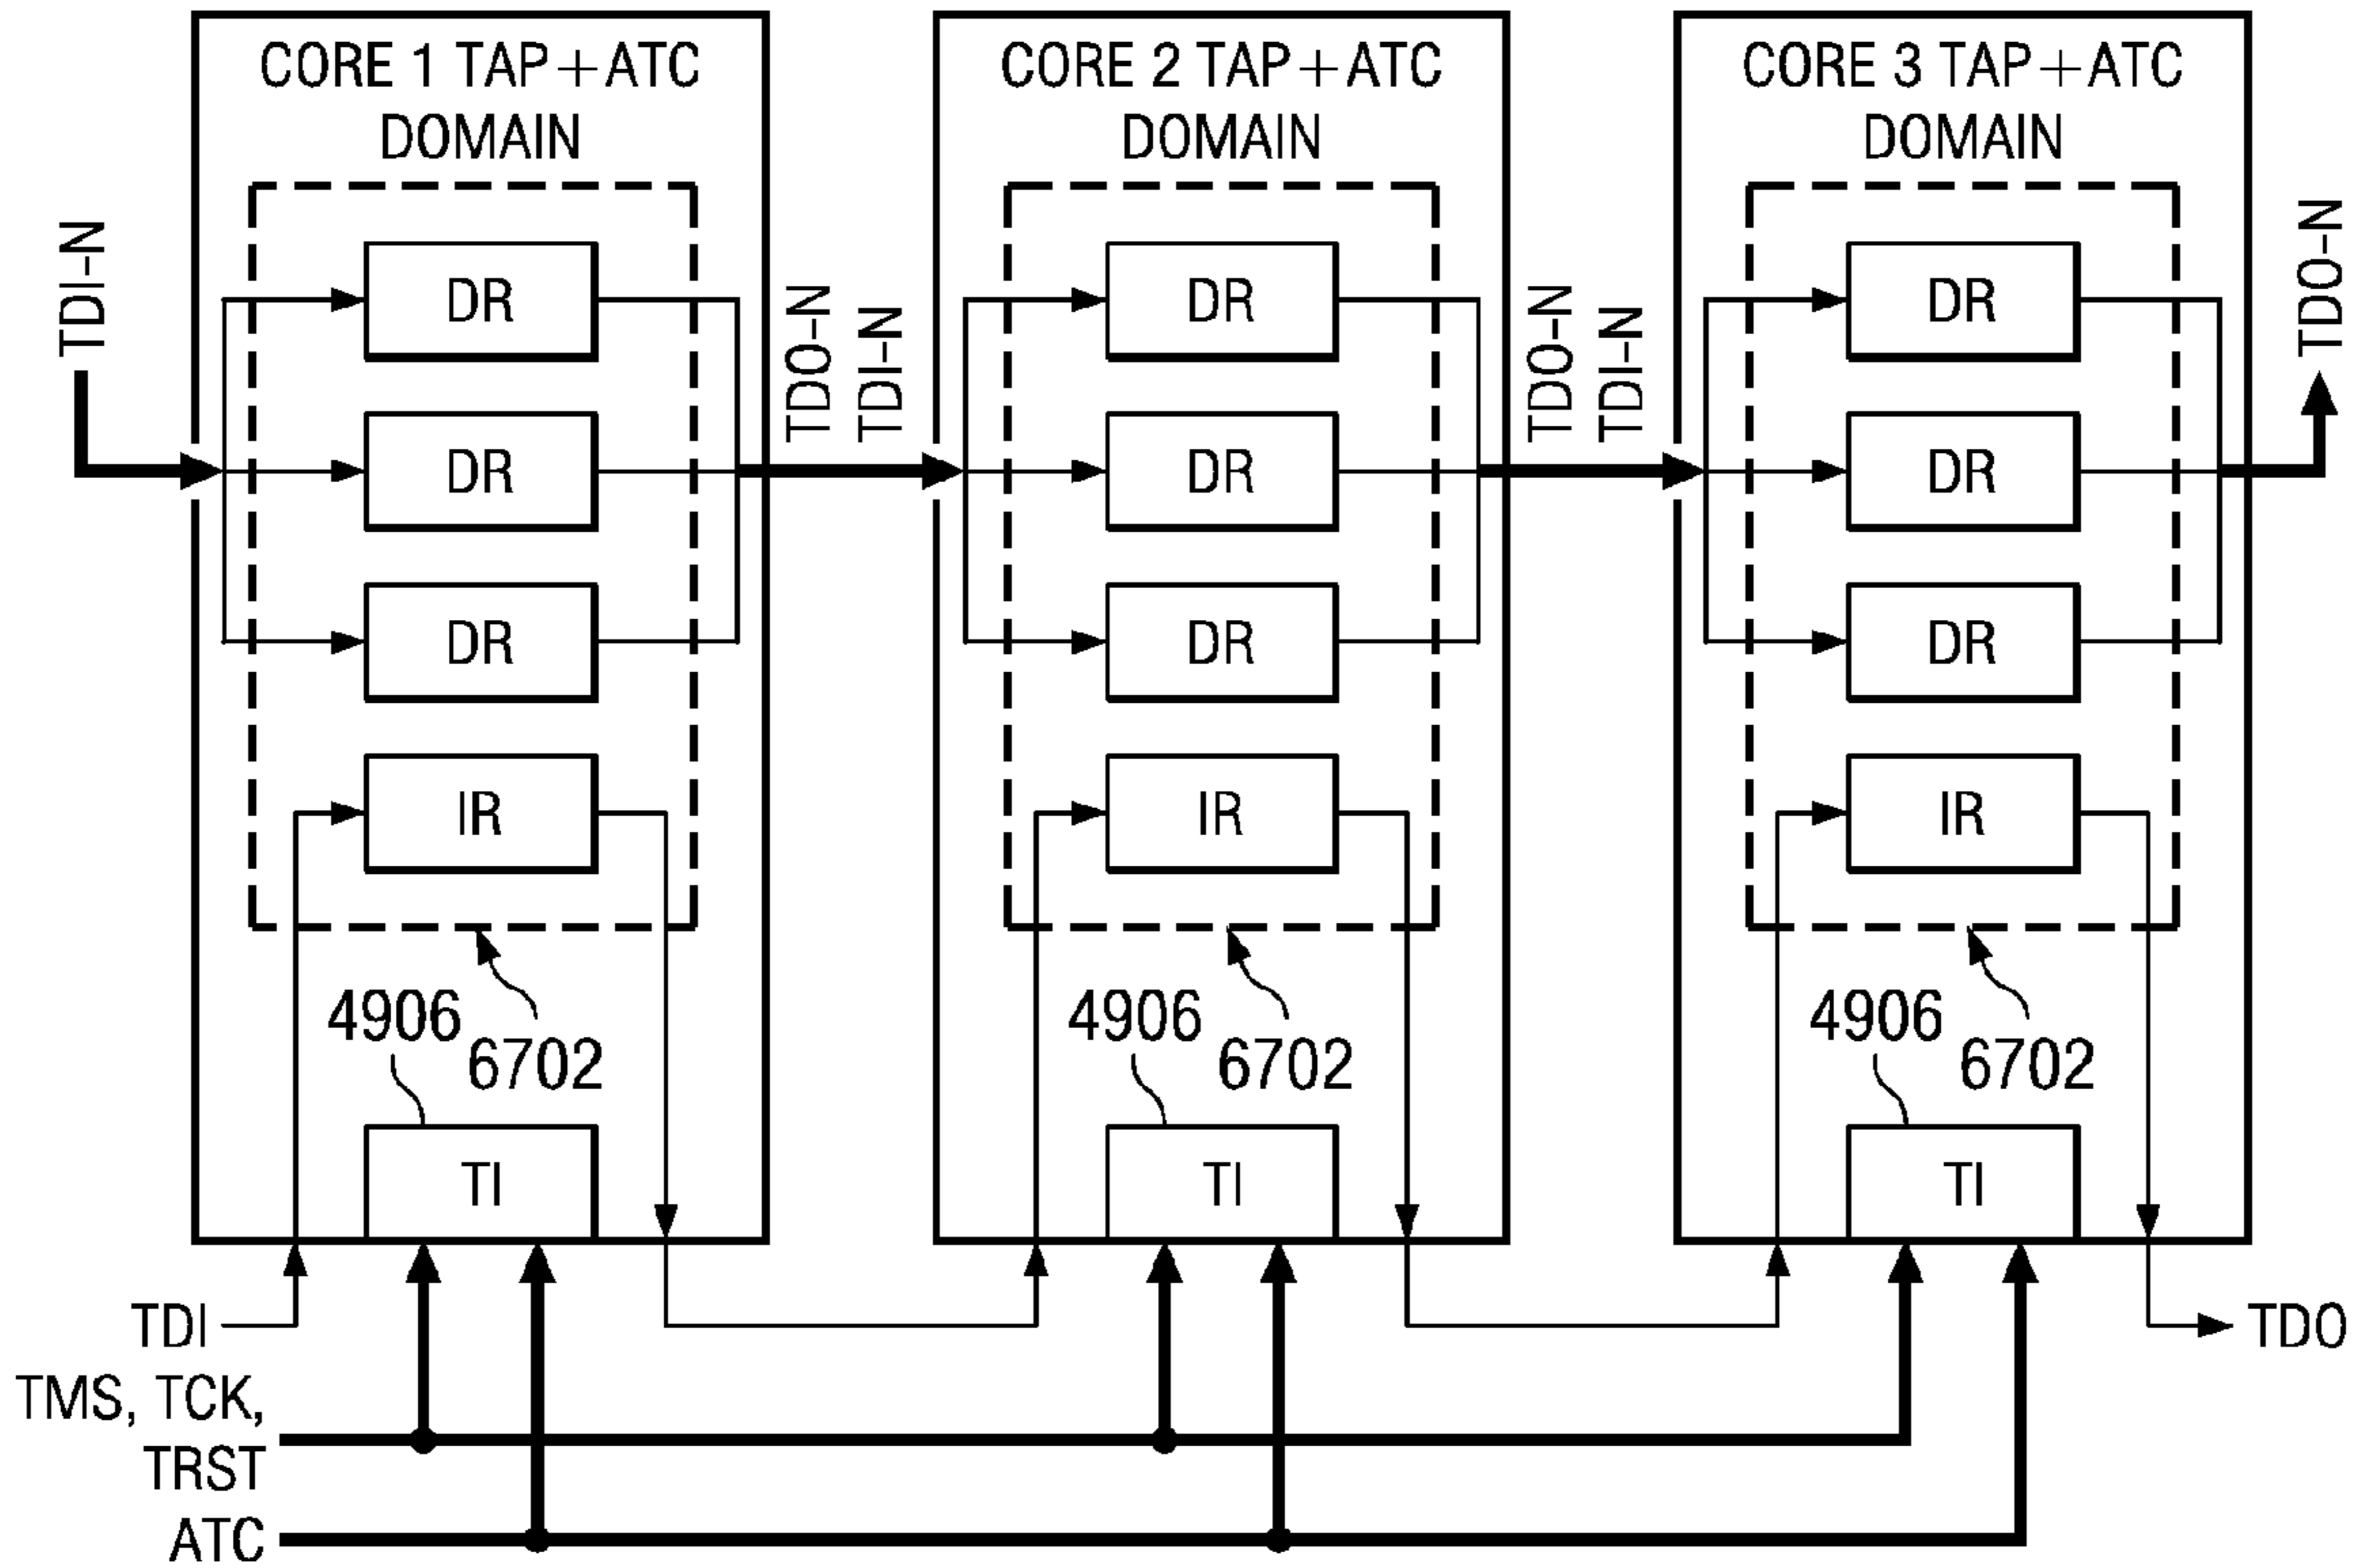 CORE 1 TAP+ATC
DOMAIN
CORE 2 TAP+ATC
DOMAIN
CORE 3 TAP+ATC
DOMAIN
TDI-N
TDO-N
TDI-N
TDO-N
TDI-N
TDO-N
DR
DR
DR
DR
DR
DR
DR
DR
DR
IR
IR
IR
4906
6702
4906
6702
4906
6702
TI
TI
TI
TDI
TDO
TMS, TCK,
TRST
ATC